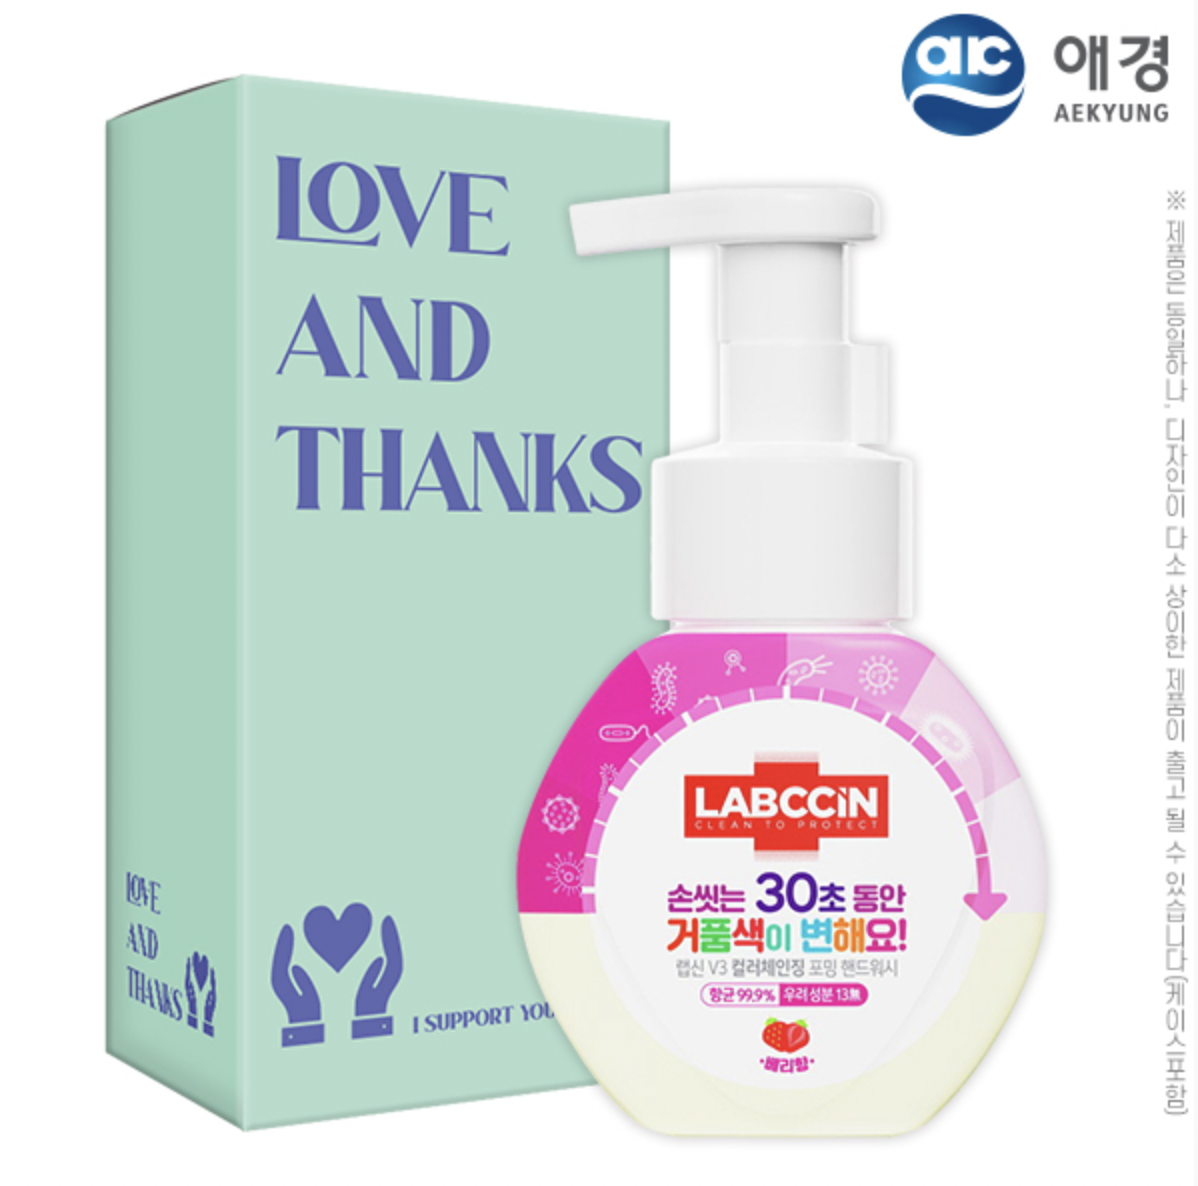 애경
AEKYUNG
LOVE
AND
THANKS
LOVE
AND
THANKS
I SUPPORT YOU
LABCCiN
CLEAN TO PROTECT
손씻는 30초 동안
거품색이 변해요!
랩신 V3 컬러체인징 포밍 핸드워시
항균 99.9% 우려성분 13無
·베리향·
※ 제품은 동일하나, 디자인이 다소 상이한 제품이 출고 될 수 있습니다(케이스포함)